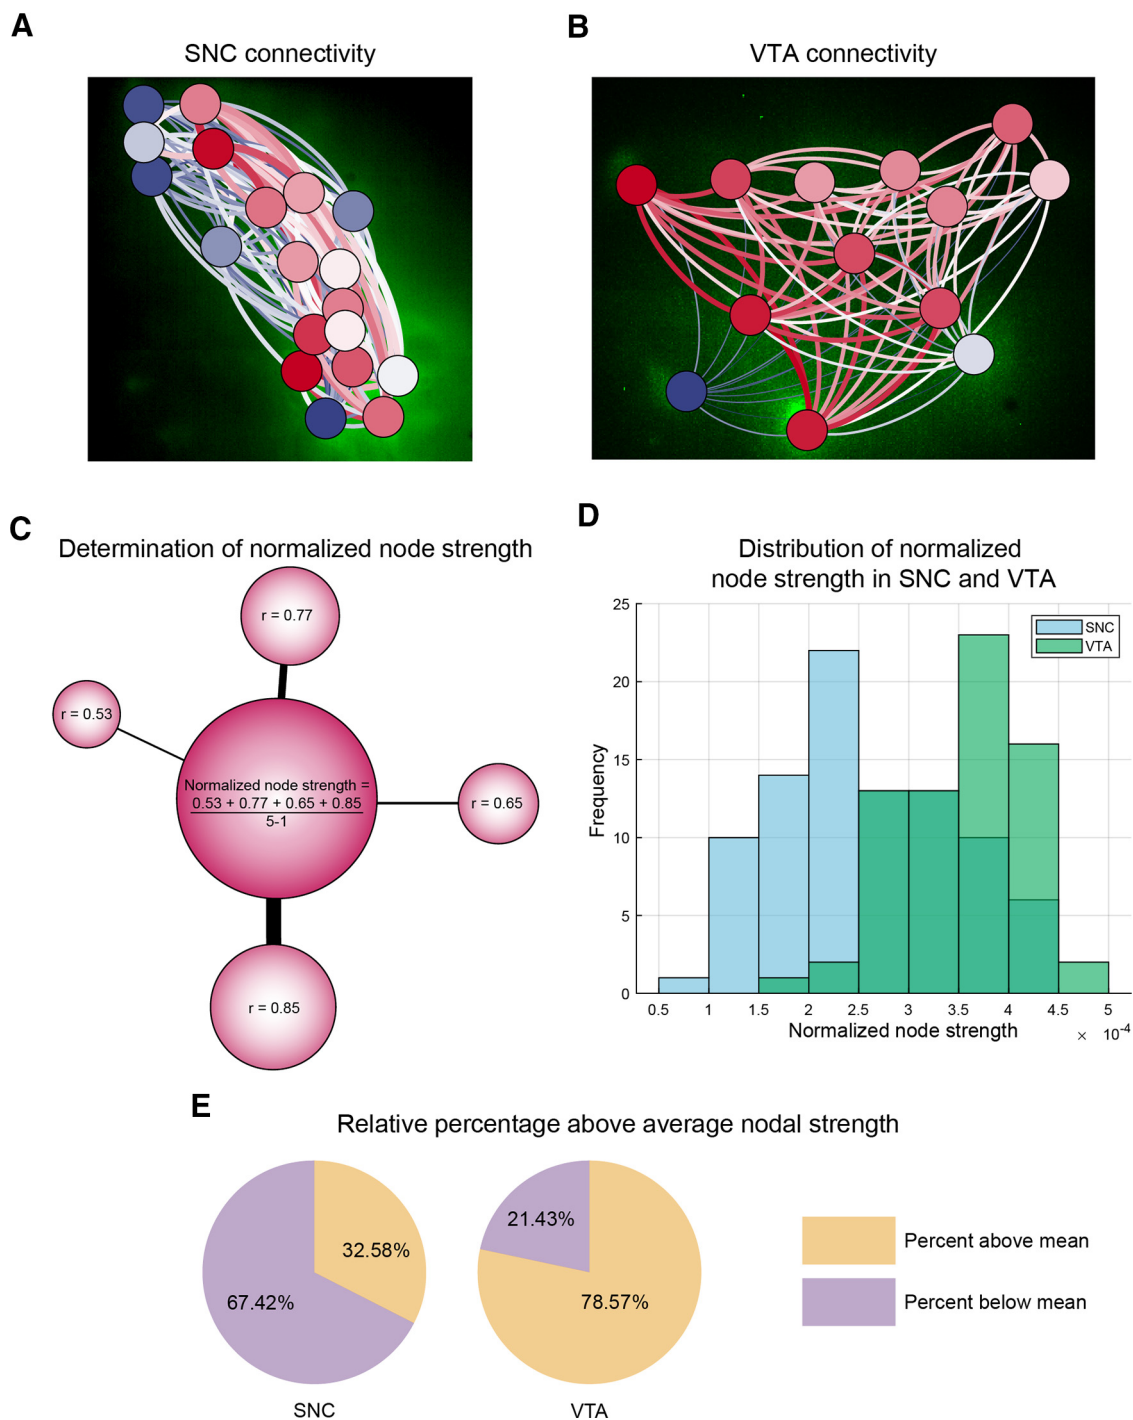 A
SNC connectivity
B
VTA connectivity
C
Determination of normalized node strength
r = 0.77
r = 0.53
Normalized node strength =
0.53 + 0.77 + 0.65 + 0.85
5-1
r = 0.65
r = 0.85
D
Distribution of normalized
node strength in SNC and VTA
SNC
VTA
Frequency
25
20
15
10
5
0
0.5 1 1.5 2 2.5 3 3.5 4 4.5 5
Normalized node strength
× 10-4
E
Relative percentage above average nodal strength
32.58%
67.42%
SNC
21.43%
78.57%
VTA
Percent above mean
Percent below mean